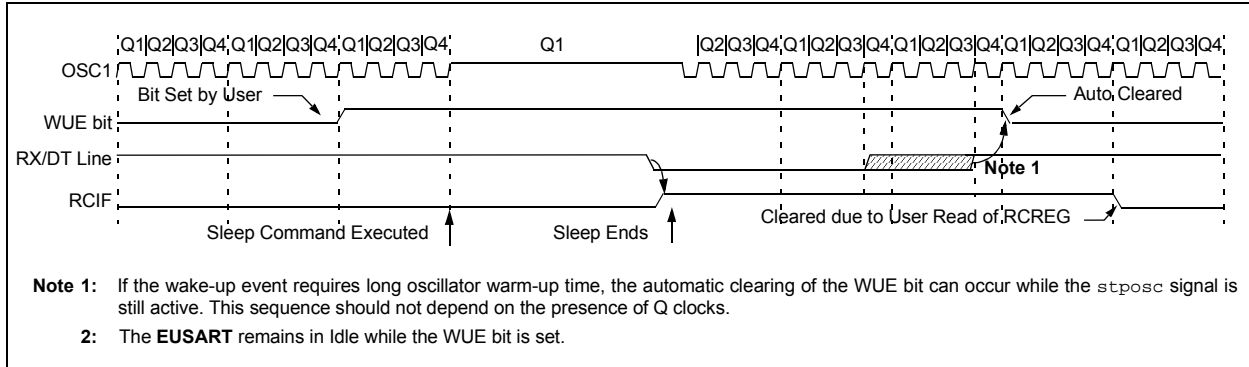 Q1|Q2|Q3|Q4 Q1|Q2|Q3|Q4 Q1|Q2|Q3|Q4 Q1 |Q2|Q3|Q4 Q1|Q2|Q3|Q4 Q1|Q2|Q3|Q4 Q1|Q2|Q3|Q4 Q1|Q2|Q3|Q4
OSC1
Bit Set by User
Auto Cleared
WUE bit
RX/DT Line
Note 1
RCIF
Cleared due to User Read of RCREG
Sleep Command Executed
Sleep Ends
Note 1: If the wake-up event requires long oscillator warm-up time, the automatic clearing of the WUE bit can occur while the stposc signal is
still active. This sequence should not depend on the presence of Q clocks.
2: The EUSART remains in Idle while the WUE bit is set.